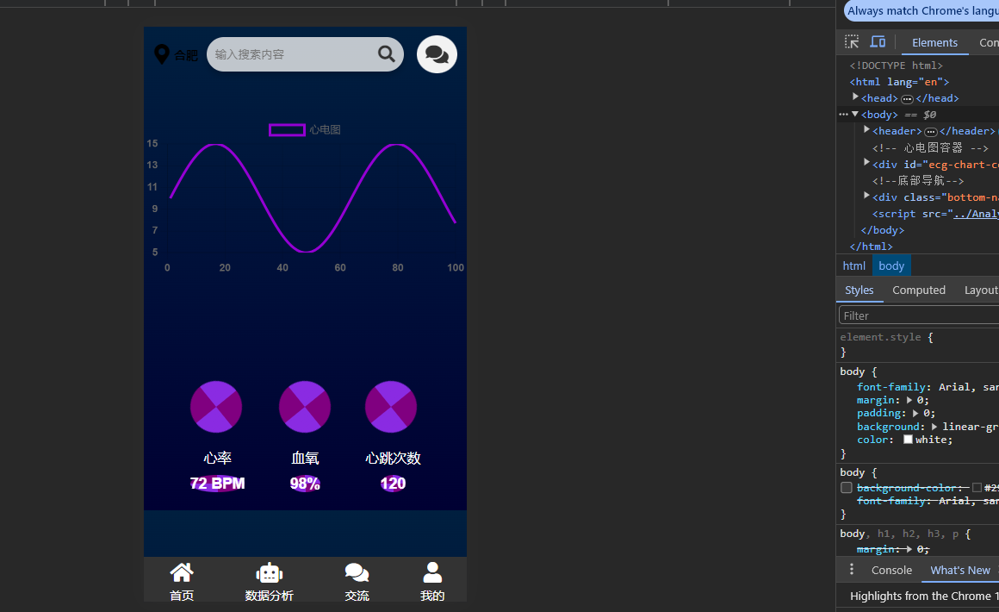 合肥
输入搜索内容
心电图
15
13
11
9
7
5
0 20 40 60 80 100
心率 血氧 心跳次数
72 BPM 98% 120
首页 数据分析 交流 我的
Always match Chrome's langu
Elements Con
<!DOCTYPE html>
<html lang="en">
<head> ⋯ </head>
⋯ <body> == $0
<header> ⋯ </header>
<!-- 心电图容器 -->
<div id="ecg-chart-c
<!--底部导航-->
<div class="bottom-na
<script src="../Analy
</body>
</html>
html body
Styles Computed Layout
Filter
element.style {
}
body {
font-family: Arial, san
margin: 0;
padding: 0;
background: linear-gr
color: white;
}
body {
background-color: #29
font-family: Arial, san
}
body, h1, h2, h3, p {
margin: 0;
Console What's New
Highlights from the Chrome 1